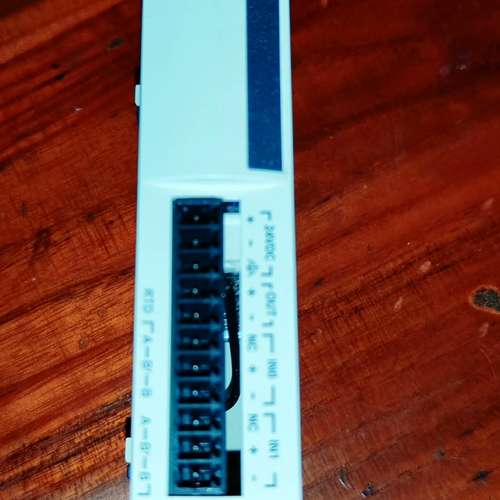 24VDC
+
-
OUT
+
-
NC
IN0
+
-
NC
IN1
+
-
RTD
A-B'-B
A-B'-B